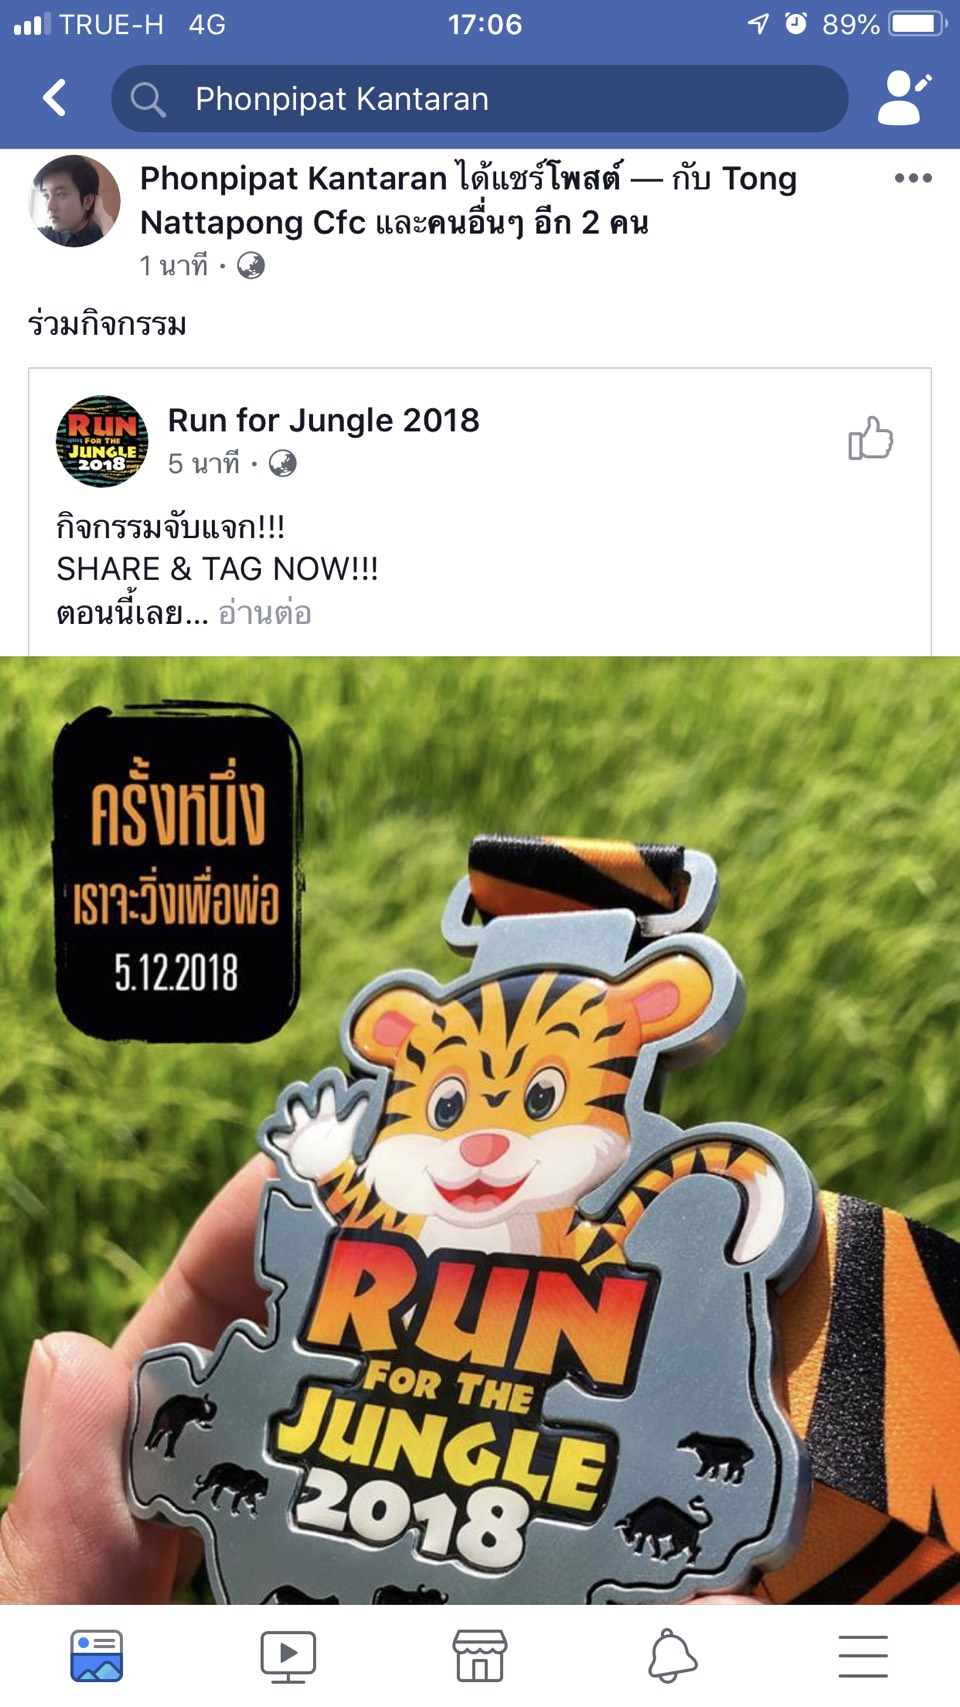 TRUE-H 4G 17:06 89%
Phonpipat Kantaran
Phonpipat Kantaran ได้แชร์โพสต์ — กับ Tong
Nattapong Cfc และคนอื่นๆ อีก 2 คน
1 นาที ·
ร่วมกิจกรรม
RUN
FOR THE
JUNGLE
2018
Run for Jungle 2018
5 นาที ·
กิจกรรมจับแจก!!!
SHARE & TAG NOW!!!
ตอนนี้เลย... อ่านต่อ
ครั้งหนึ่ง
เราจะวิ่งเพื่อพ่อ
5.12.2018
RUN
FOR THE
JUNGLE
2018